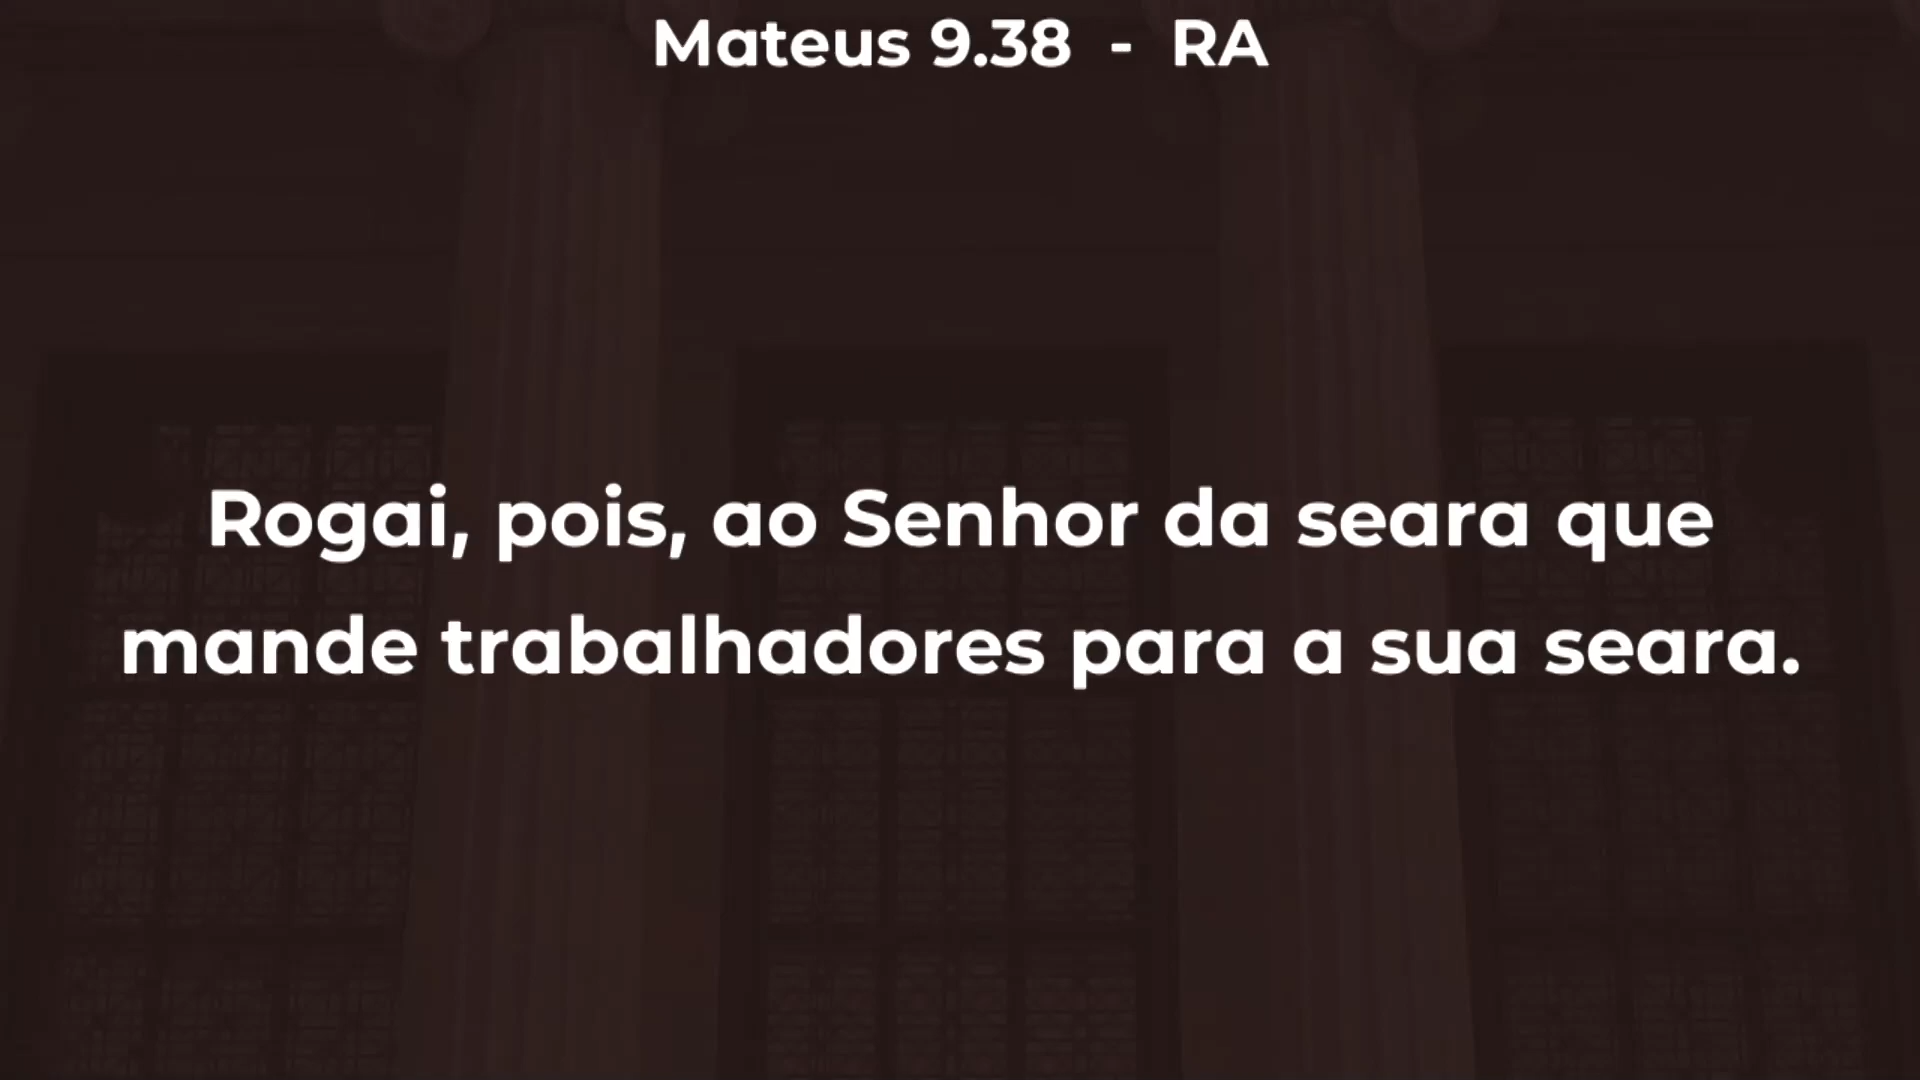 Mateus 9.38 - RA
Rogai, pois, ao Senhor da seara que
mande trabalhadores para a sua seara.